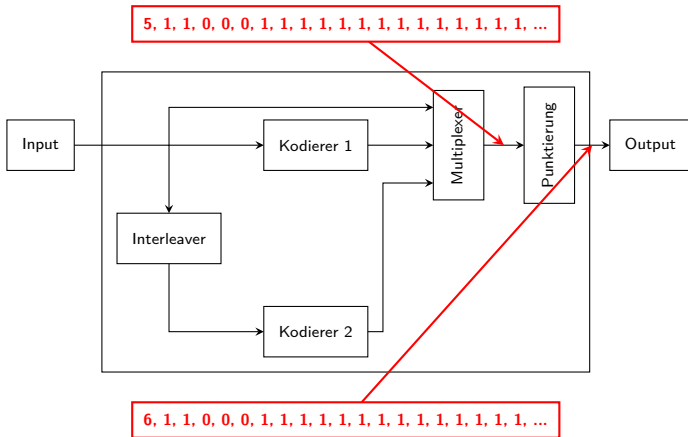 5, 1, 1, 0, 0, 0, 1, 1, 1, 1, 1, 1, 1, 1, 1, 1, 1, 1, 1, 1, 1, ...
Input
Kodierer 1
Multiplexer
Punktierung
Output
Interleaver
Kodierer 2
6, 1, 1, 0, 0, 0, 1, 1, 1, 1, 1, 1, 1, 1, 1, 1, 1, 1, 1, 1, 1, ...